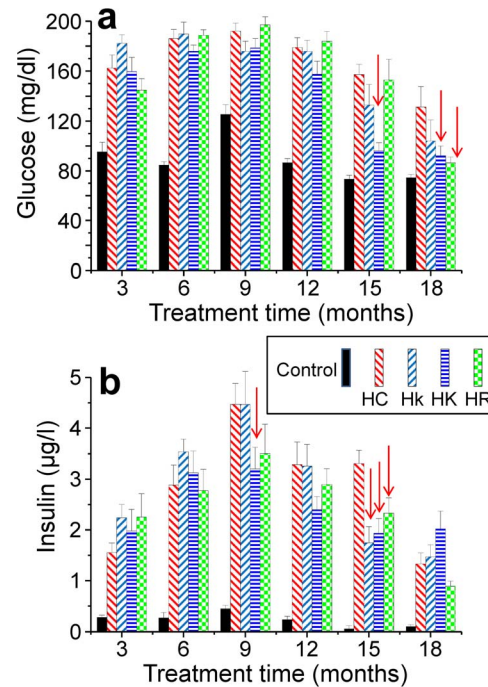 a
Glucose (mg/dl)
200
160
120
80
40
0
3 6 9 12 15 18
Treatment time (months)
b
Control
HC Hk HK HR
Insulin (µg/l)
5
4
3
2
1
0
3 6 9 12 15 18
Treatment time (months)